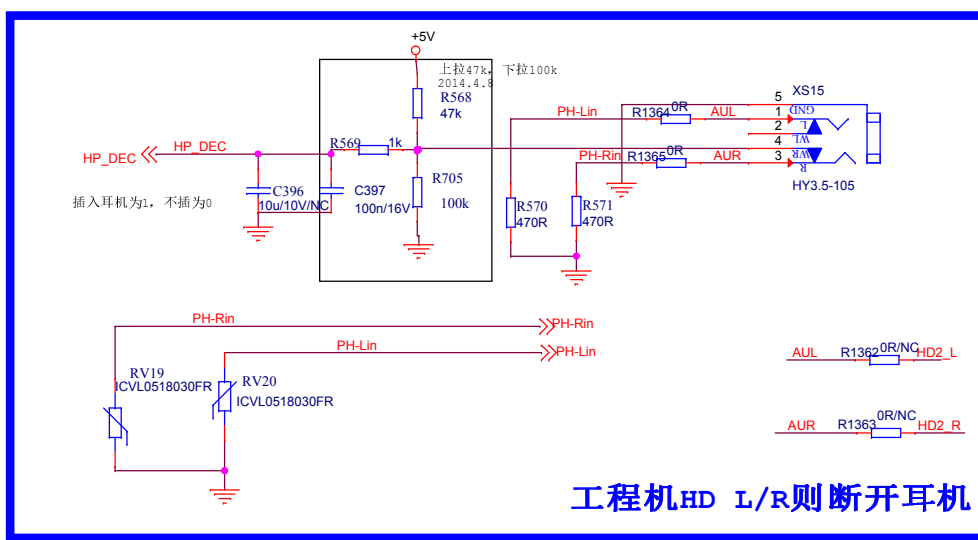 +5V
上拉47k，下拉100k
2014.4.8
R568
47k
XS15
5
GND
1
L
2
WL
4
WR
3
R
HY3.5-105
PH-Lin
R1364
0R
AUL
PH-Rin
R1365
0R
AUR
HP_DEC
HP_DEC
R569
1k
C396
10u/10V/NC
C397
100n/16V
R705
100k
插入耳机为1，不插为0
R570
470R
R571
470R
PH-Rin
PH-Rin
PH-Lin
PH-Lin
RV19
ICVL0518030FR
RV20
ICVL0518030FR
AUL
R1362
0R/NC
HD2_L
AUR
R1363
0R/NC
HD2_R
工程机HD L/R则断开耳机